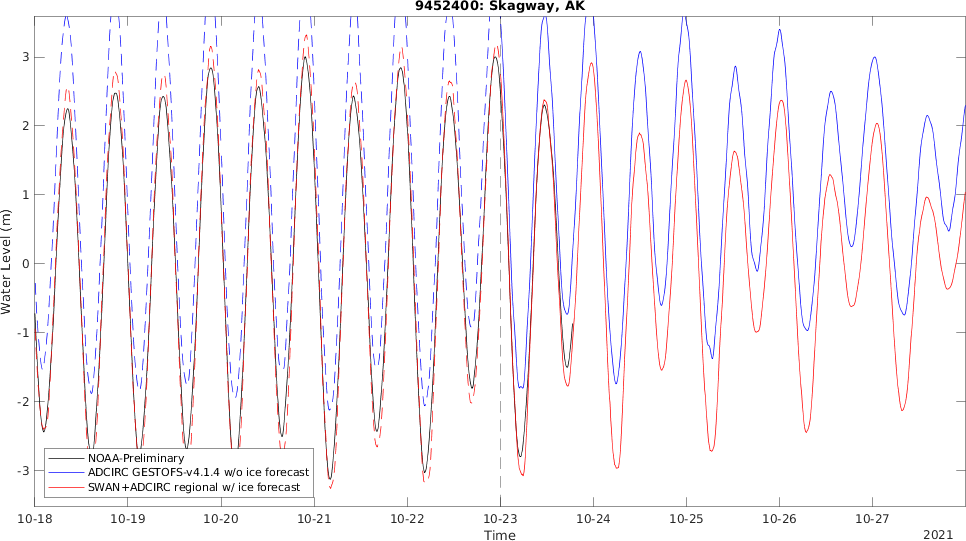 9452400: Skagway, AK
Water Level (m)
3
2
1
0
-1
-2
-3
NOAA-Preliminary
ADCIRC GESTOFS-v4.1.4 w/o ice forecast
SWAN+ADCIRC regional w/ ice forecast
10-18 10-19 10-20 10-21 10-22 10-23 10-24 10-25 10-26 10-27
Time
2021